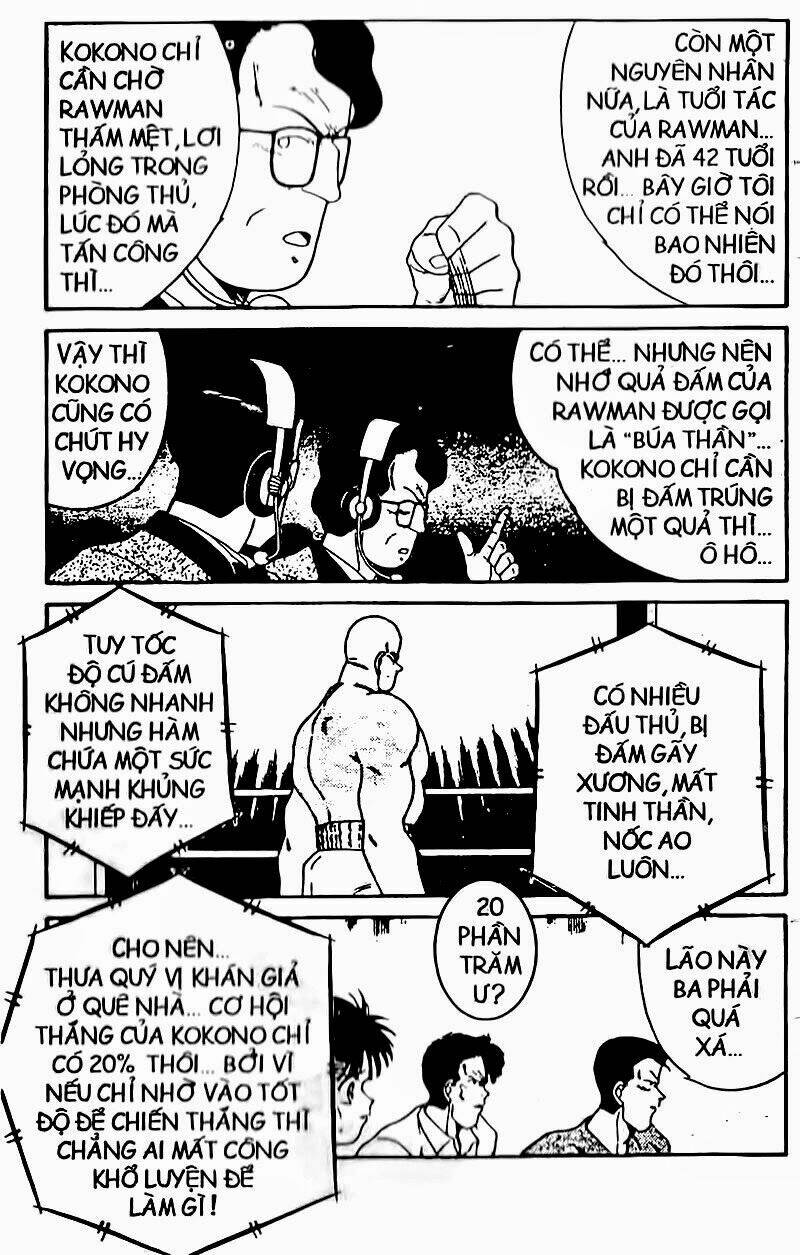 CÒN MỘT
NGUYÊN NHÂN
NỮA, LÀ TUỔI TÁC
CỦA RAWMAN...
ANH ĐÃ 42 TUỔI
RỒI... BÂY GIỜ TÔI
CHỈ CÓ THỂ NÓI
BAO NHIÊN
ĐÓ THÔI...
KOKONO CHỈ
CẦN CHỜ
RAWMAN
THẤM MỆT, LƠI
LỎNG TRONG
PHÒNG THỦ,
LÚC ĐÓ MÀ
TẤN CÔNG
THÌ...
CÓ THỂ... NHƯNG NÊN
NHỚ QUẢ ĐẤM CỦA
RAWMAN ĐƯỢC GỌI
LÀ "BÚA THẦN"...
KOKONO CHỈ CẦN
BỊ ĐẤM TRÚNG
MỘT QUẢ THÌ...
Ô HÔ...
VẬY THÌ
KOKONO
CŨNG CÓ
CHÚT HY
VỌNG...
CÓ NHIỀU
ĐẤU THỦ, BỊ
ĐẤM GÃY
XƯƠNG, MẤT
TINH THẦN,
NỐC AO
LUÔN...
TUY TỐC
ĐỘ CÚ ĐẤM
KHÔNG NHANH
NHƯNG HÀM
CHỨA MỘT SỨC
MẠNH KHỦNG
KHIẾP ĐẤY...
LÃO NÀY
BA PHẢI
QUÁ
XÁ...
20
PHẦN
TRĂM
Ư?
CHO NÊN...
THƯA QUÝ VỊ KHÁN GIẢ
Ở QUÊ NHÀ... CƠ HỘI
THẮNG CỦA KOKONO CHỈ
CÓ 20% THÔI... BỞI VÌ
NẾU CHỈ NHỜ VÀO TỐT
ĐỘ ĐỂ CHIẾN THẮNG THÌ
CHẲNG AI MẤT CÔNG
KHỔ LUYỆN ĐỂ
LÀM GÌ!